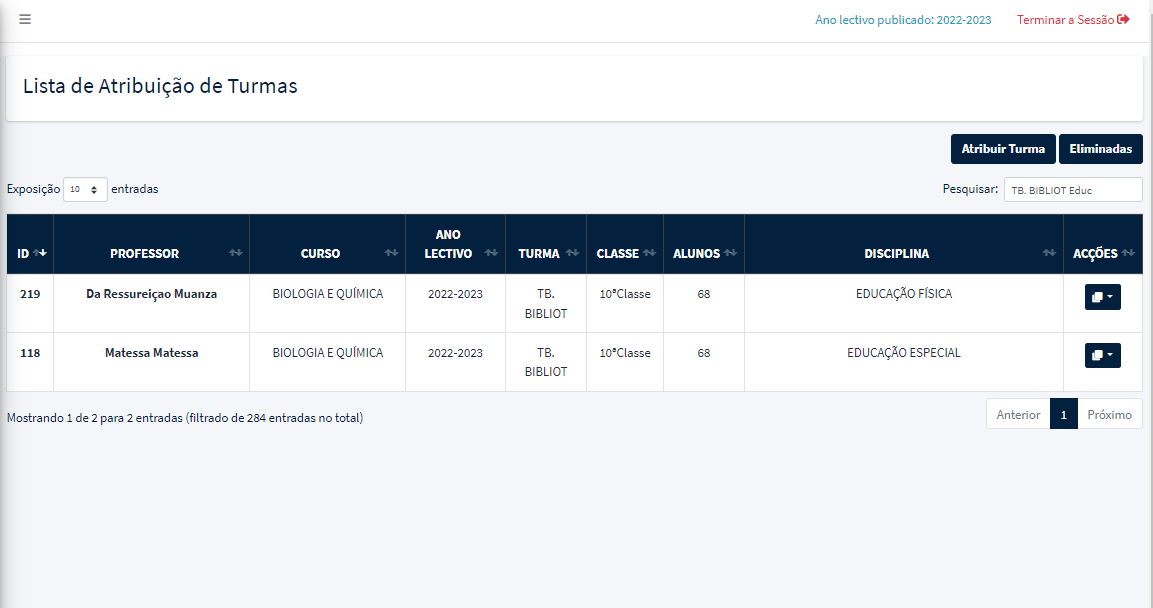 Ano lectivo publicado: 2022-2023 Terminar a Sessão
Lista de Atribuição de Turmas
Atribuir Turma Eliminadas
Exposição 10 entradas Pesquisar: TB. BIBLIOT Educ
ID PROFESSOR CURSO ANO LECTIVO TURMA CLASSE ALUNOS DISCIPLINA ACÇÕES
219 Da Ressureiçao Muanza BIOLOGIA E QUÍMICA 2022-2023 TB. BIBLIOT 10ªClasse 68 EDUCAÇÃO FÍSICA
118 Matessa Matessa BIOLOGIA E QUÍMICA 2022-2023 TB. BIBLIOT 10ªClasse 68 EDUCAÇÃO ESPECIAL
Mostrando 1 de 2 para 2 entradas (filtrado de 284 entradas no total) Anterior 1 Próximo